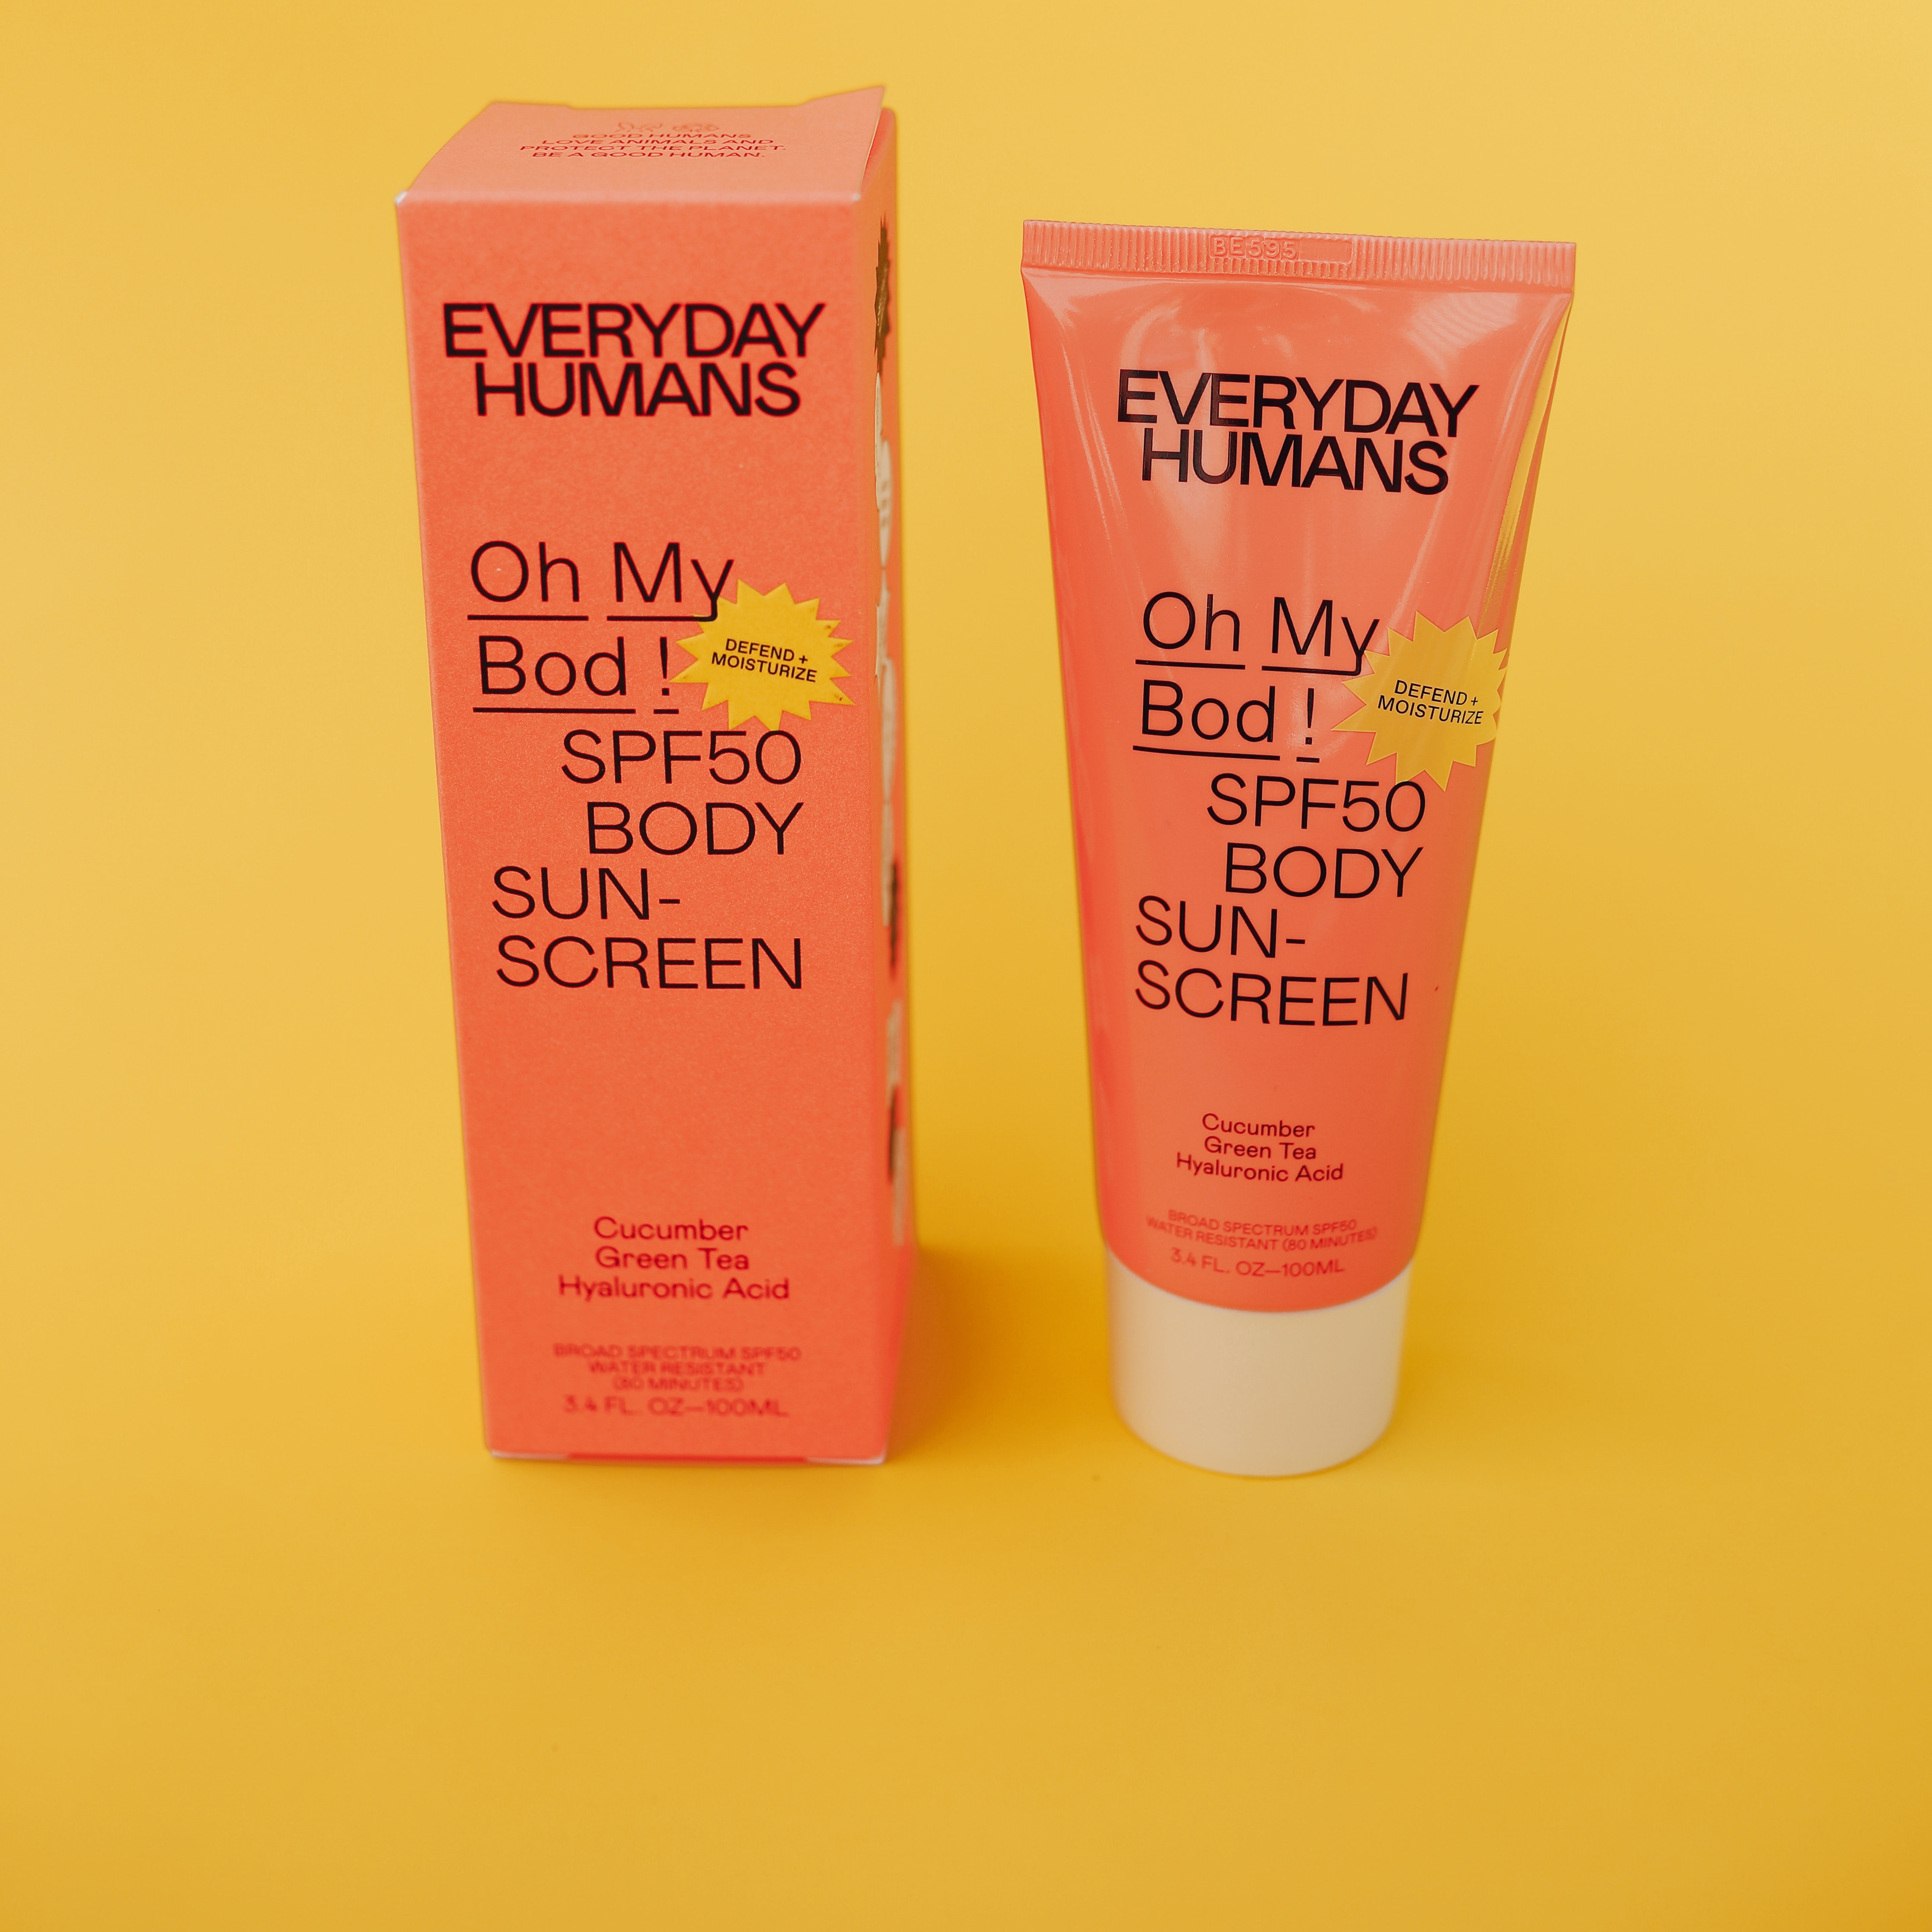 GOOD HUMANS
LOVE ANIMALS AND
PROTECT THE PLANET.
BE A GOOD HUMAN.
EVERYDAY
HUMANS
Oh My
Bod !
DEFEND +
MOISTURIZE
SPF50
BODY
SUN-
SCREEN
Cucumber
Green Tea
Hyaluronic Acid
BROAD SPECTRUM SPF50
WATER RESISTANT
(80 MINUTES)
3.4 FL. OZ—100ML
BE595
EVERYDAY
HUMANS
Oh My
Bod !
DEFEND +
MOISTURIZE
SPF50
BODY
SUN-
SCREEN
Cucumber
Green Tea
Hyaluronic Acid
BROAD SPECTRUM SPF50
WATER RESISTANT (80 MINUTES)
3.4 FL. OZ—100ML